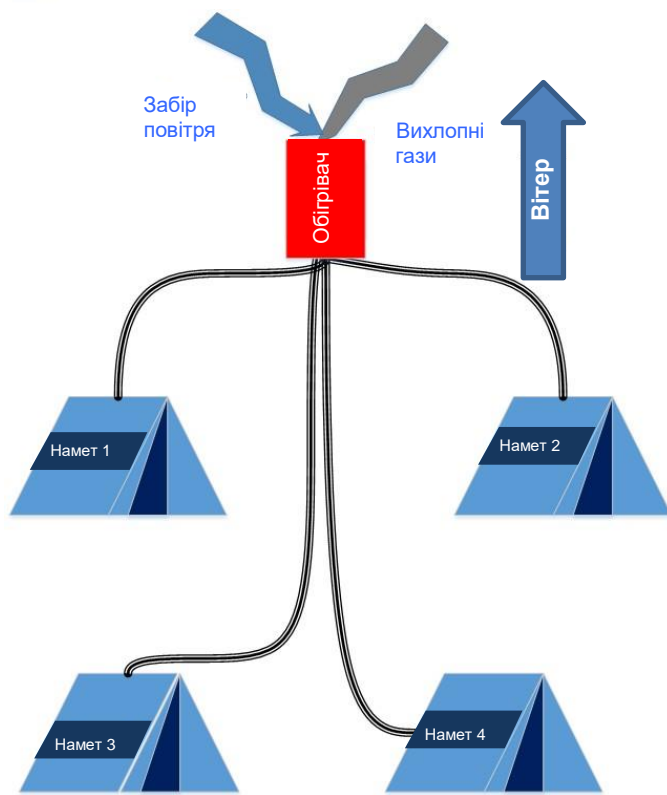 Забір
повітря
Вихлопні
гази
Вітер
Обігрівач
Намет 1
Намет 2
Намет 3
Намет 4